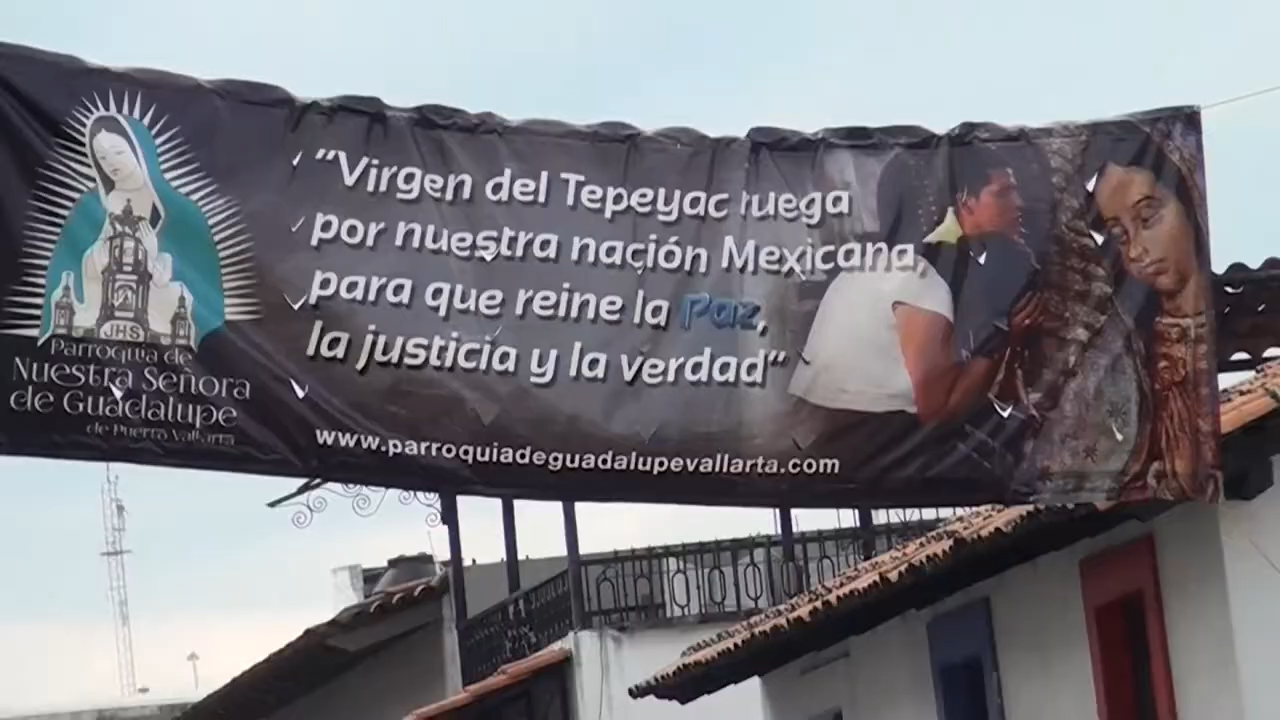 JHS
Parroquia de
Nuestra Señora
de Guadalupe
de Puerto Vallarta
"Virgen del Tepeyac ruega
por nuestra nación Mexicana,
para que reine la Paz,
la justicia y la verdad"
www.parroquiadeguadalupevallarta.com